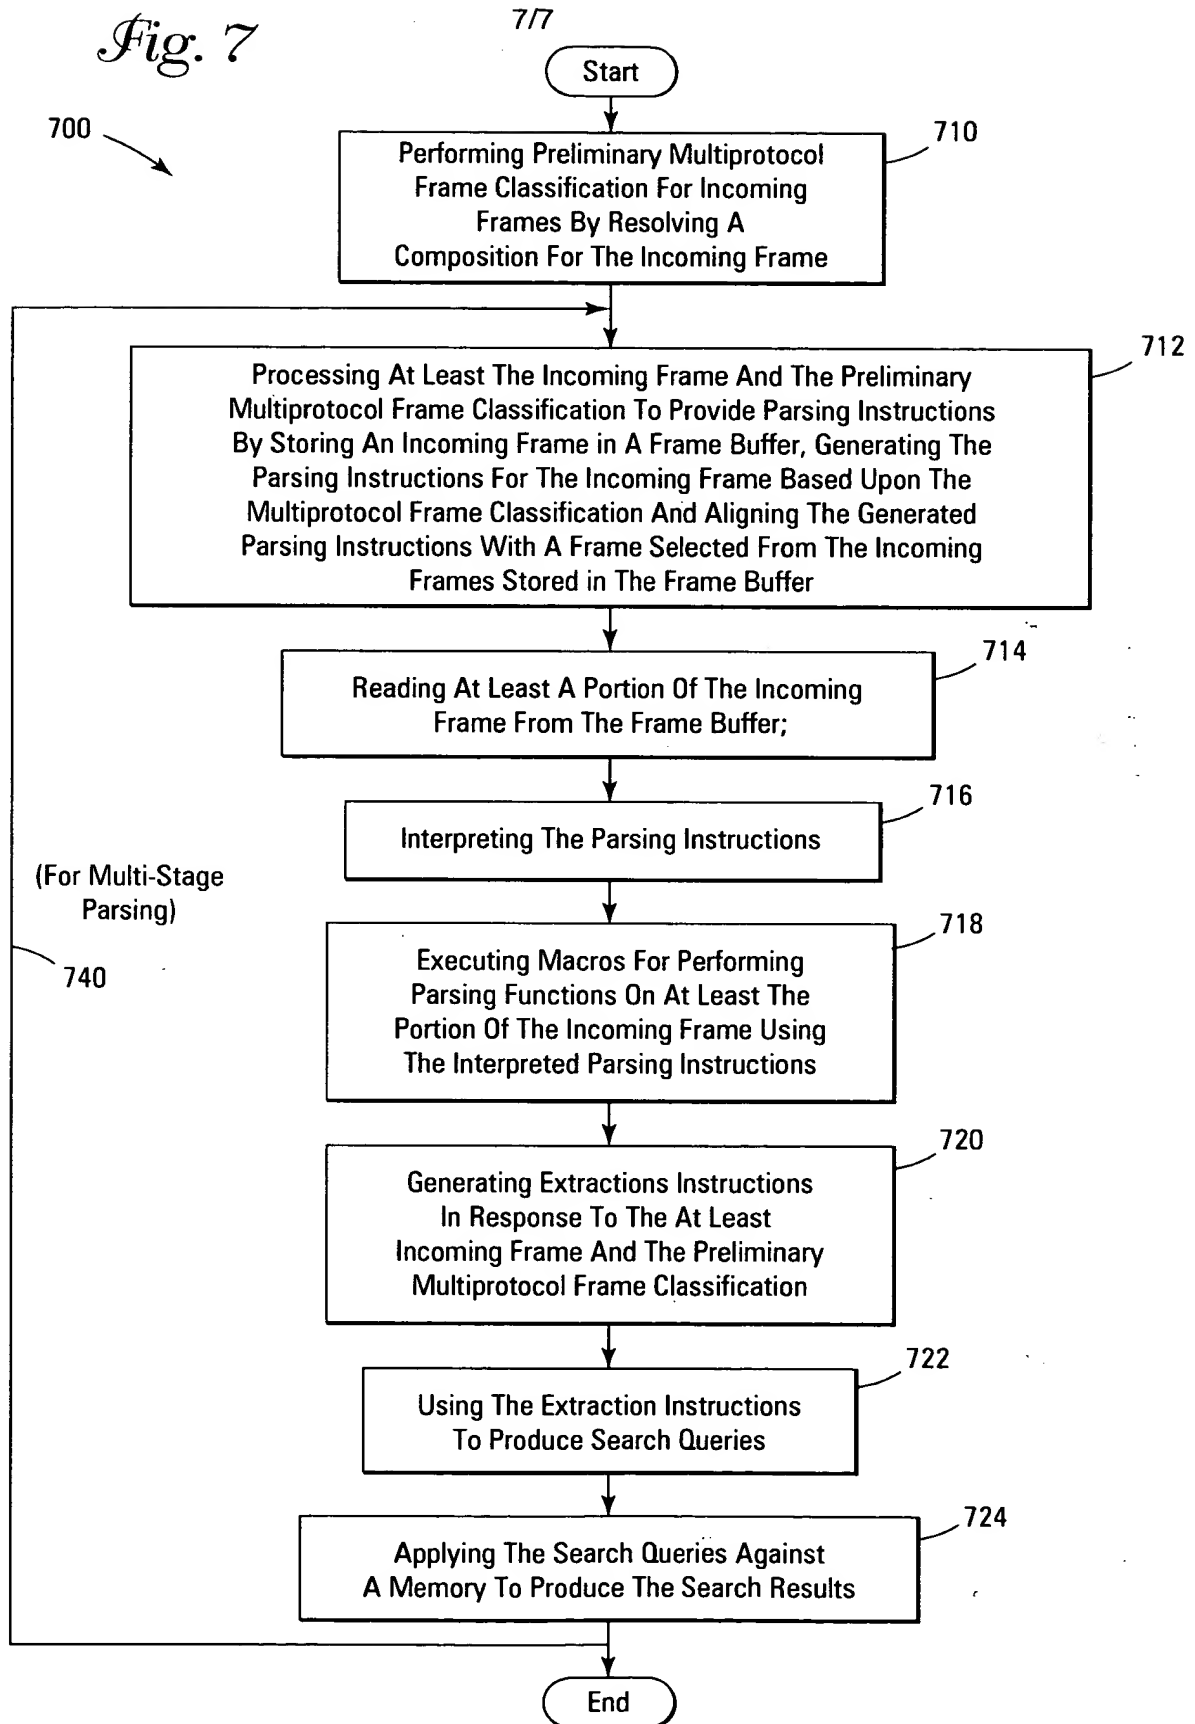 Fig. 7
7/7
Start
700
710
Performing Preliminary Multiprotocol
Frame Classification For Incoming
Frames By Resolving A
Composition For The Incoming Frame
712
Processing At Least The Incoming Frame And The Preliminary
Multiprotocol Frame Classification To Provide Parsing Instructions
By Storing An Incoming Frame in A Frame Buffer, Generating The
Parsing Instructions For The Incoming Frame Based Upon The
Multiprotocol Frame Classification And Aligning The Generated
Parsing Instructions With A Frame Selected From The Incoming
Frames Stored in The Frame Buffer
714
Reading At Least A Portion Of The Incoming
Frame From The Frame Buffer;
716
Interpreting The Parsing Instructions
(For Multi-Stage
Parsing)
740
718
Executing Macros For Performing
Parsing Functions On At Least The
Portion Of The Incoming Frame Using
The Interpreted Parsing Instructions
720
Generating Extractions Instructions
In Response To The At Least
Incoming Frame And The Preliminary
Multiprotocol Frame Classification
722
Using The Extraction Instructions
To Produce Search Queries
724
Applying The Search Queries Against
A Memory To Produce The Search Results
End